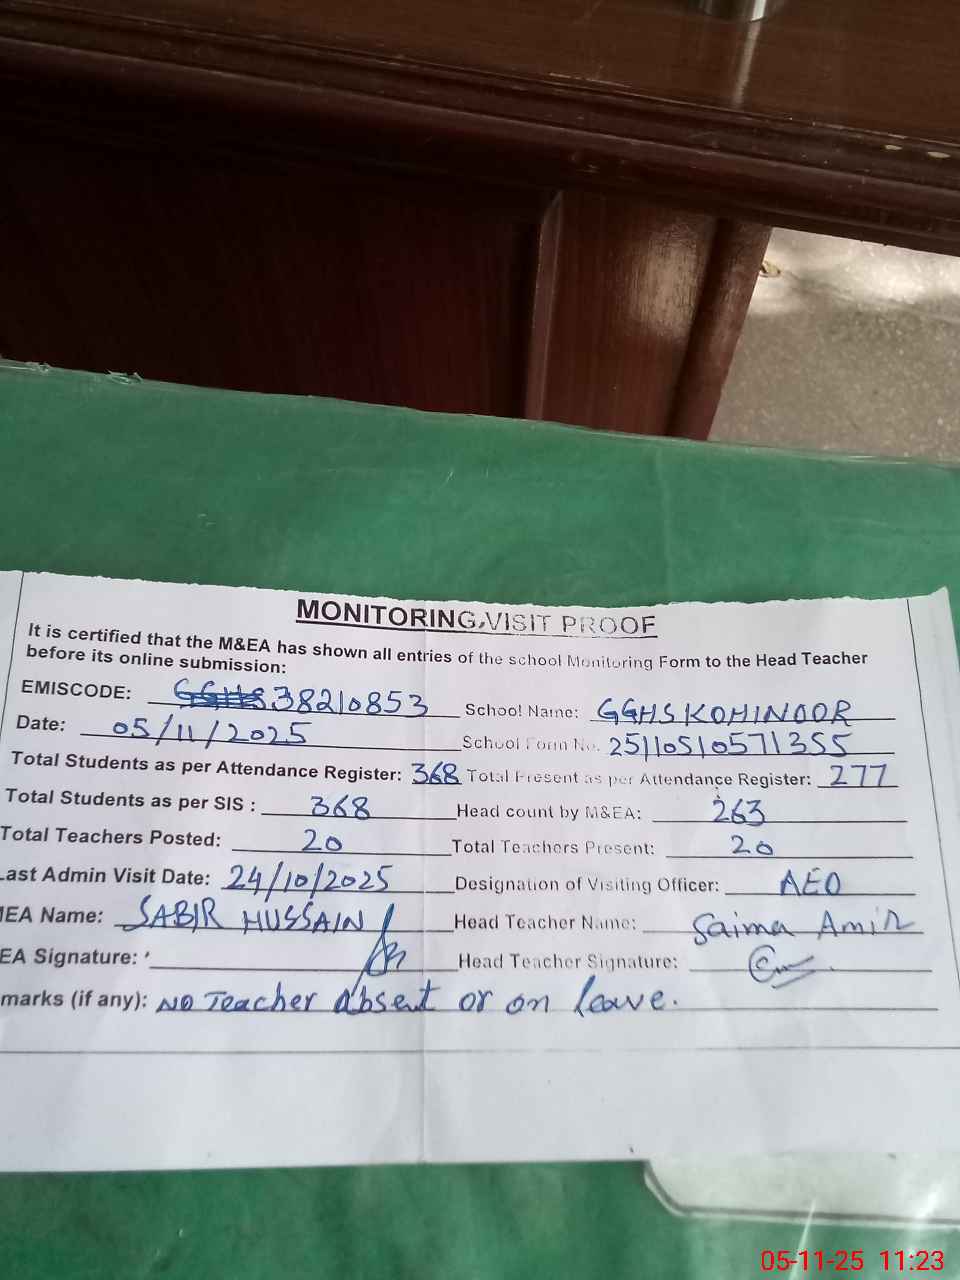 MONITORING VISIT PROOF
It is certified that the M&EA has shown all entries of the school Monitoring Form to the Head Teacher
before its online submission:
EMISCODE: 38210853 School Name: GGHS KOHINOOR
Date: 05/11/2025 School Form No. 25110510571355
Total Students as per Attendance Register: 368 Total Present as per Attendance Register: 277
Total Students as per SIS : 368 Head count by M&EA: 263
Total Teachers Posted: 20 Total Teachers Present: 20
Last Admin Visit Date: 24/10/2025 Designation of Visiting Officer: AEO
MEA Name: SABIR HUSSAIN Head Teacher Name: Saima Amir
EA Signature: Head Teacher Signature:
marks (if any): NO Teacher absent or on leave.
05-11-25 11:23